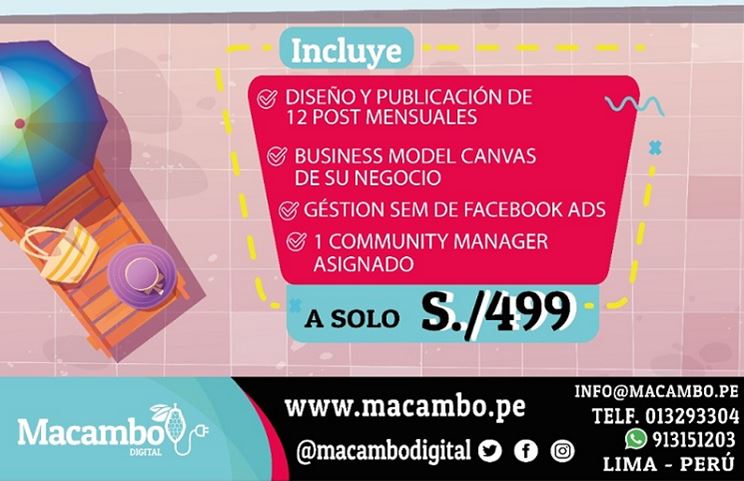 Incluye
DISEÑO Y PUBLICACIÓN DE
12 POST MENSUALES
BUSINESS MODEL CANVAS
DE SU NEGOCIO
GÉSTION SEM DE FACEBOOK ADS
1 COMMUNITY MANAGER
ASIGNADO
A SOLO S./499
Macambo
DIGITAL
www.macambo.pe
@macambodigital
INFO@MACAMBO.PE
TELF. 013293304
913151203
LIMA - PERÚ